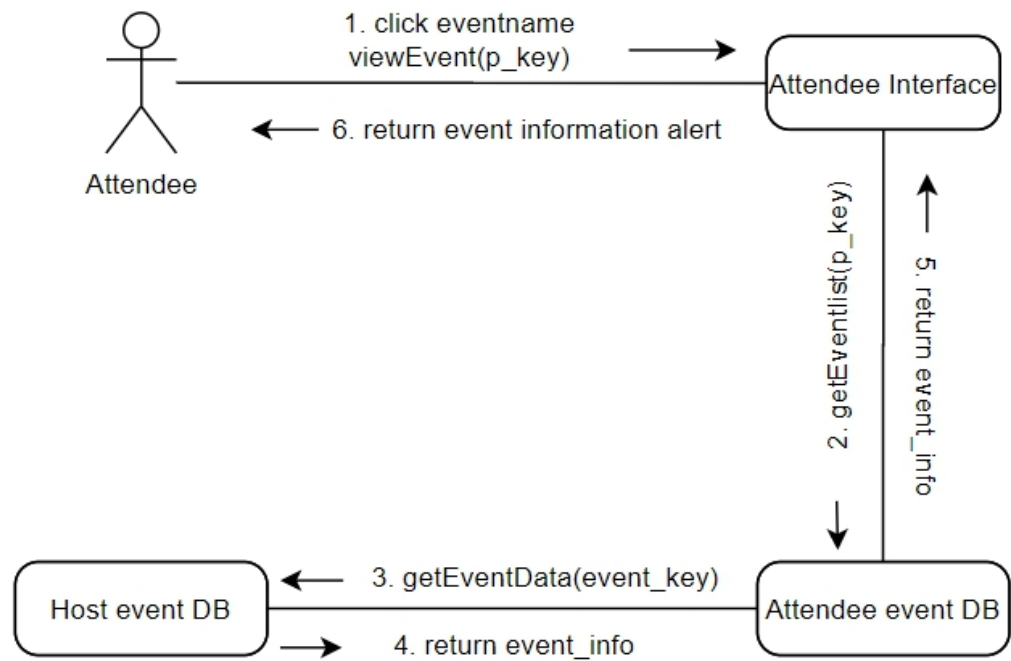 1. click eventname
viewEvent(p_key)
Attendee Interface
6. return event information alert
Attendee
2. getEventlist(p_key)
5. return event_info
3. getEventData(event_key)
Host event DB
Attendee event DB
4. return event_info